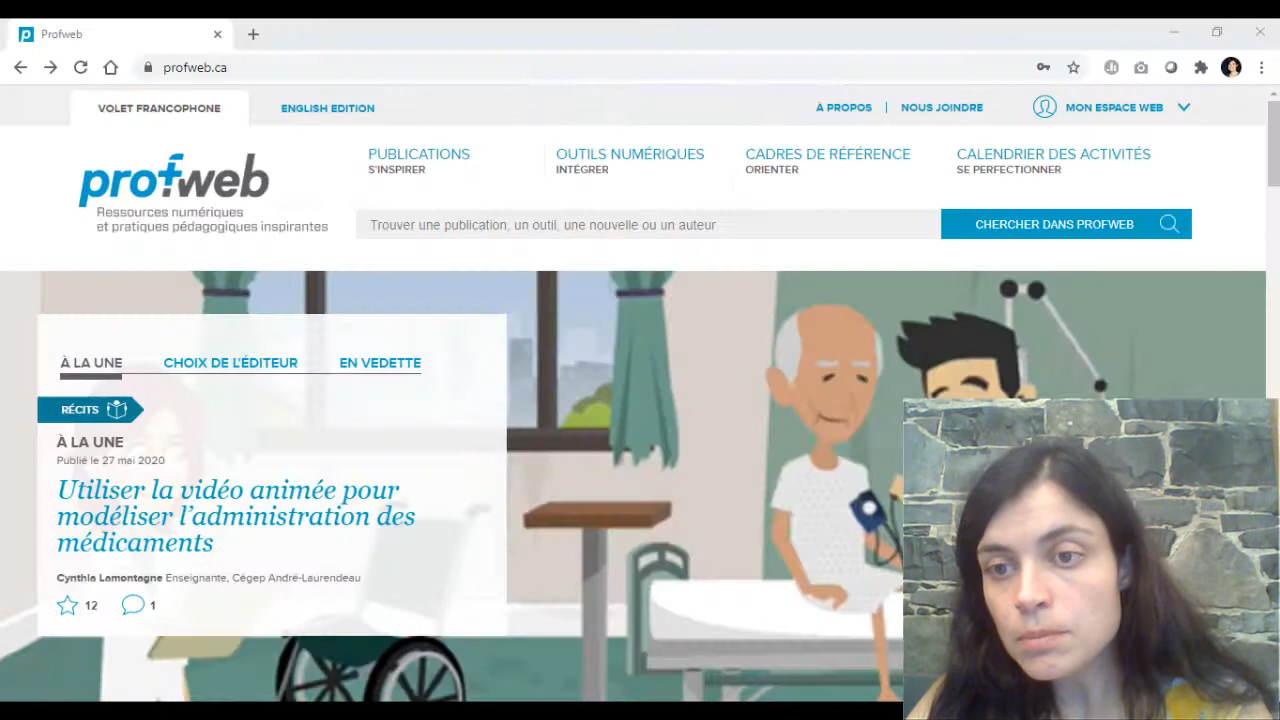 Profweb
profweb.ca
VOLET FRANCOPHONE
ENGLISH EDITION
À PROPOS | NOUS JOINDRE
MON ESPACE WEB
profweb
Ressources numériques
et pratiques pédagogiques inspirantes
PUBLICATIONS
S'INSPIRER
OUTILS NUMÉRIQUES
INTÉGRER
CADRES DE RÉFÉRENCE
ORIENTER
CALENDRIER DES ACTIVITÉS
SE PERFECTIONNER
Trouver une publication, un outil, une nouvelle ou un auteur
CHERCHER DANS PROFWEB
À LA UNE
CHOIX DE L'ÉDITEUR
EN VEDETTE
RÉCITS
À LA UNE
Publié le 27 mai 2020
Utiliser la vidéo animée pour
modéliser l'administration des
médicaments
Cynthia Lamontagne Enseignante, Cégep André-Laurendeau
12
1